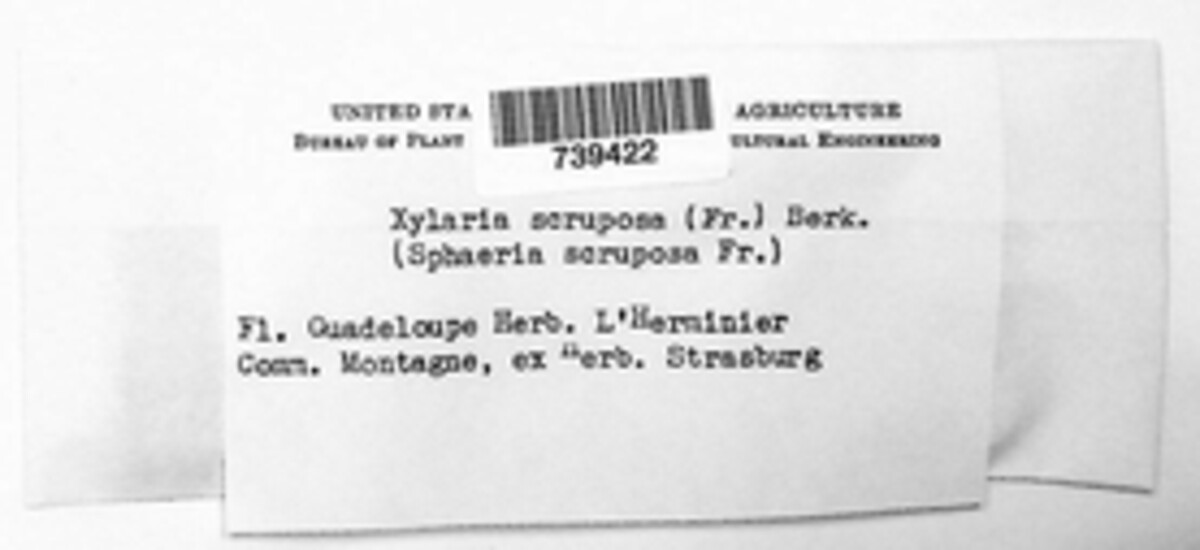 UNITED STA AGRICULTURE
BUREAU OF PLANT ULTURAL ENGINEERING
739422
Xylaria scruposa (Fr.) Berk.
(Sphaeria scruposa Fr.)
Fl. Guadeloupe Herb. L'Herminier
Comm. Montagne, ex Herb. Strasburg